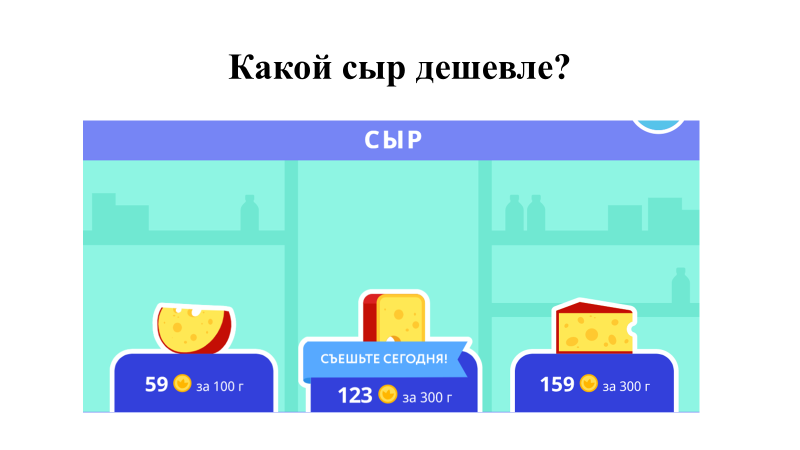 Какой сыр дешевле?
СЫР
СЪЕШЬТЕ СЕГОДНЯ!
59 за 100 г
123 за 300 г
159 за 300 г